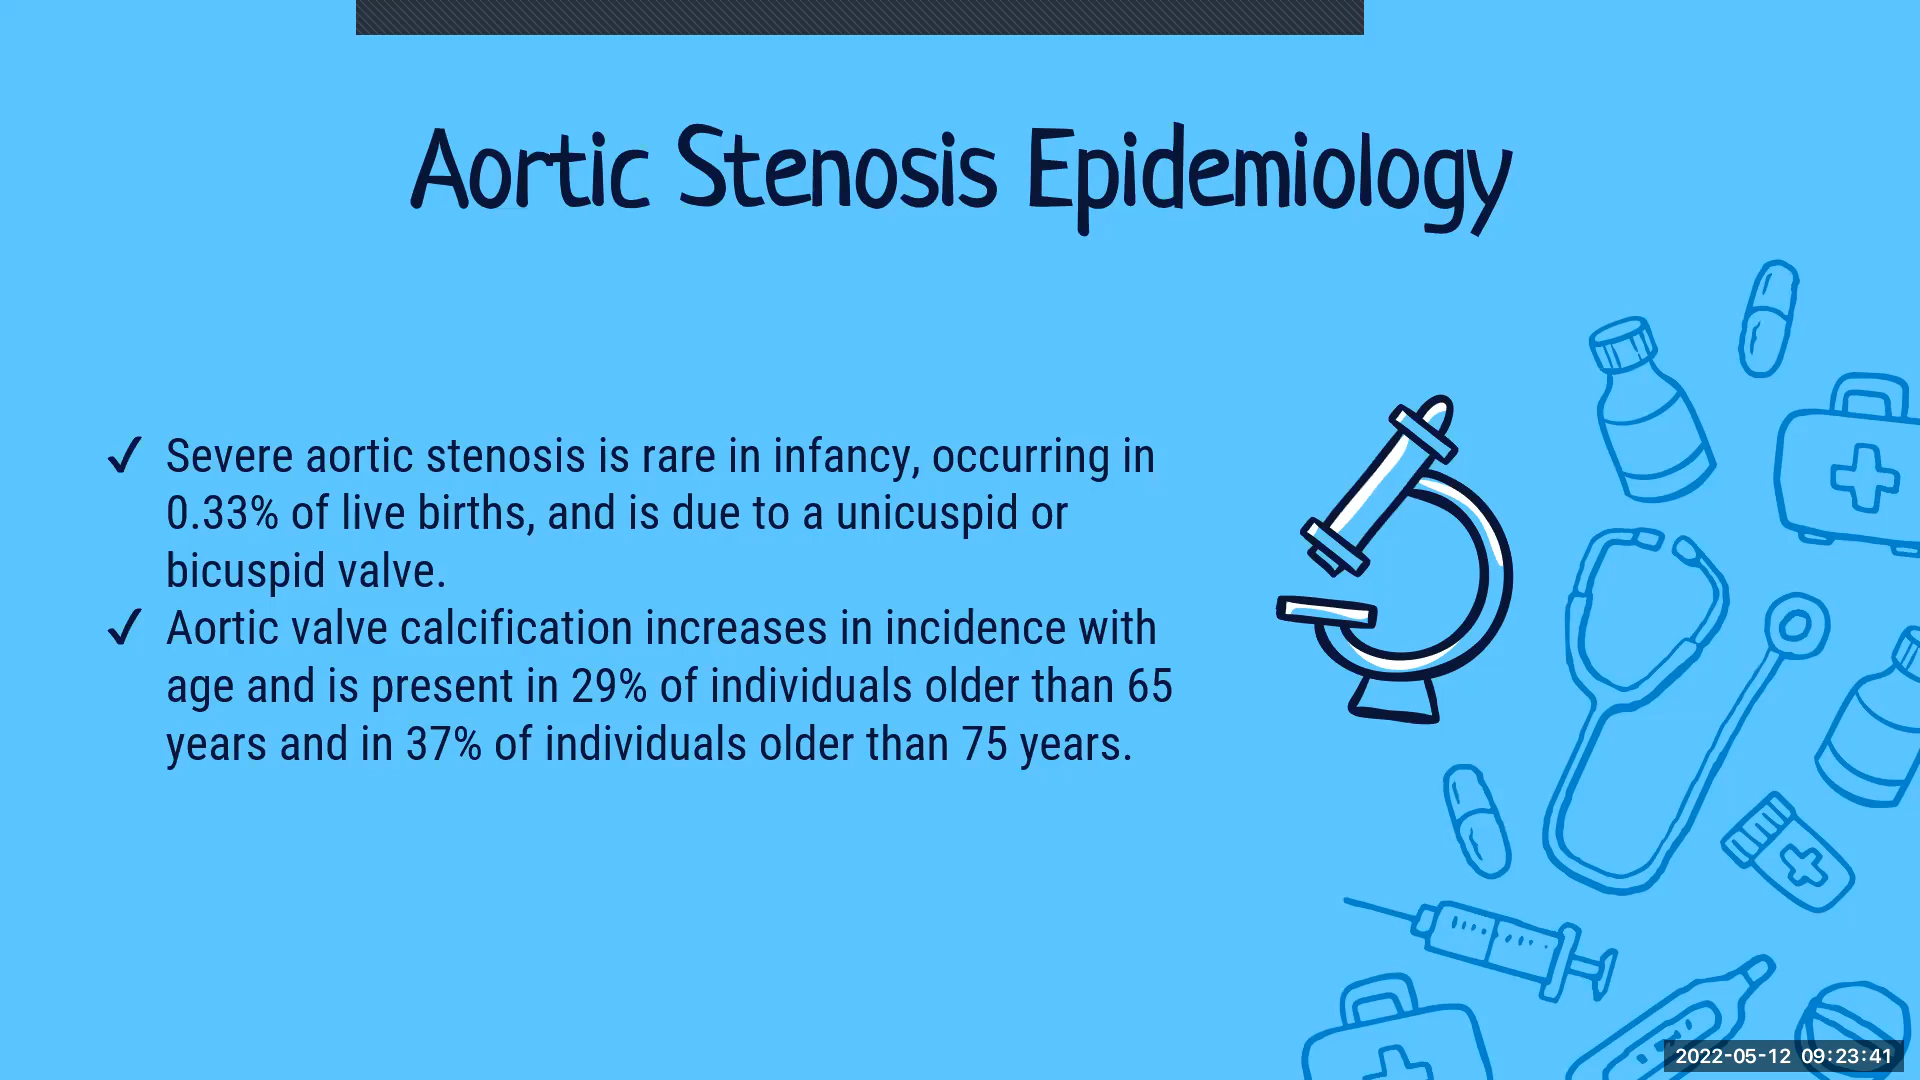 Aortic Stenosis Epidemiology
✓ Severe aortic stenosis is rare in infancy, occurring in
0.33% of live births, and is due to a unicuspid or
bicuspid valve.
✓ Aortic valve calcification increases in incidence with
age and is present in 29% of individuals older than 65
years and in 37% of individuals older than 75 years.
2022-05-12 09:23:41